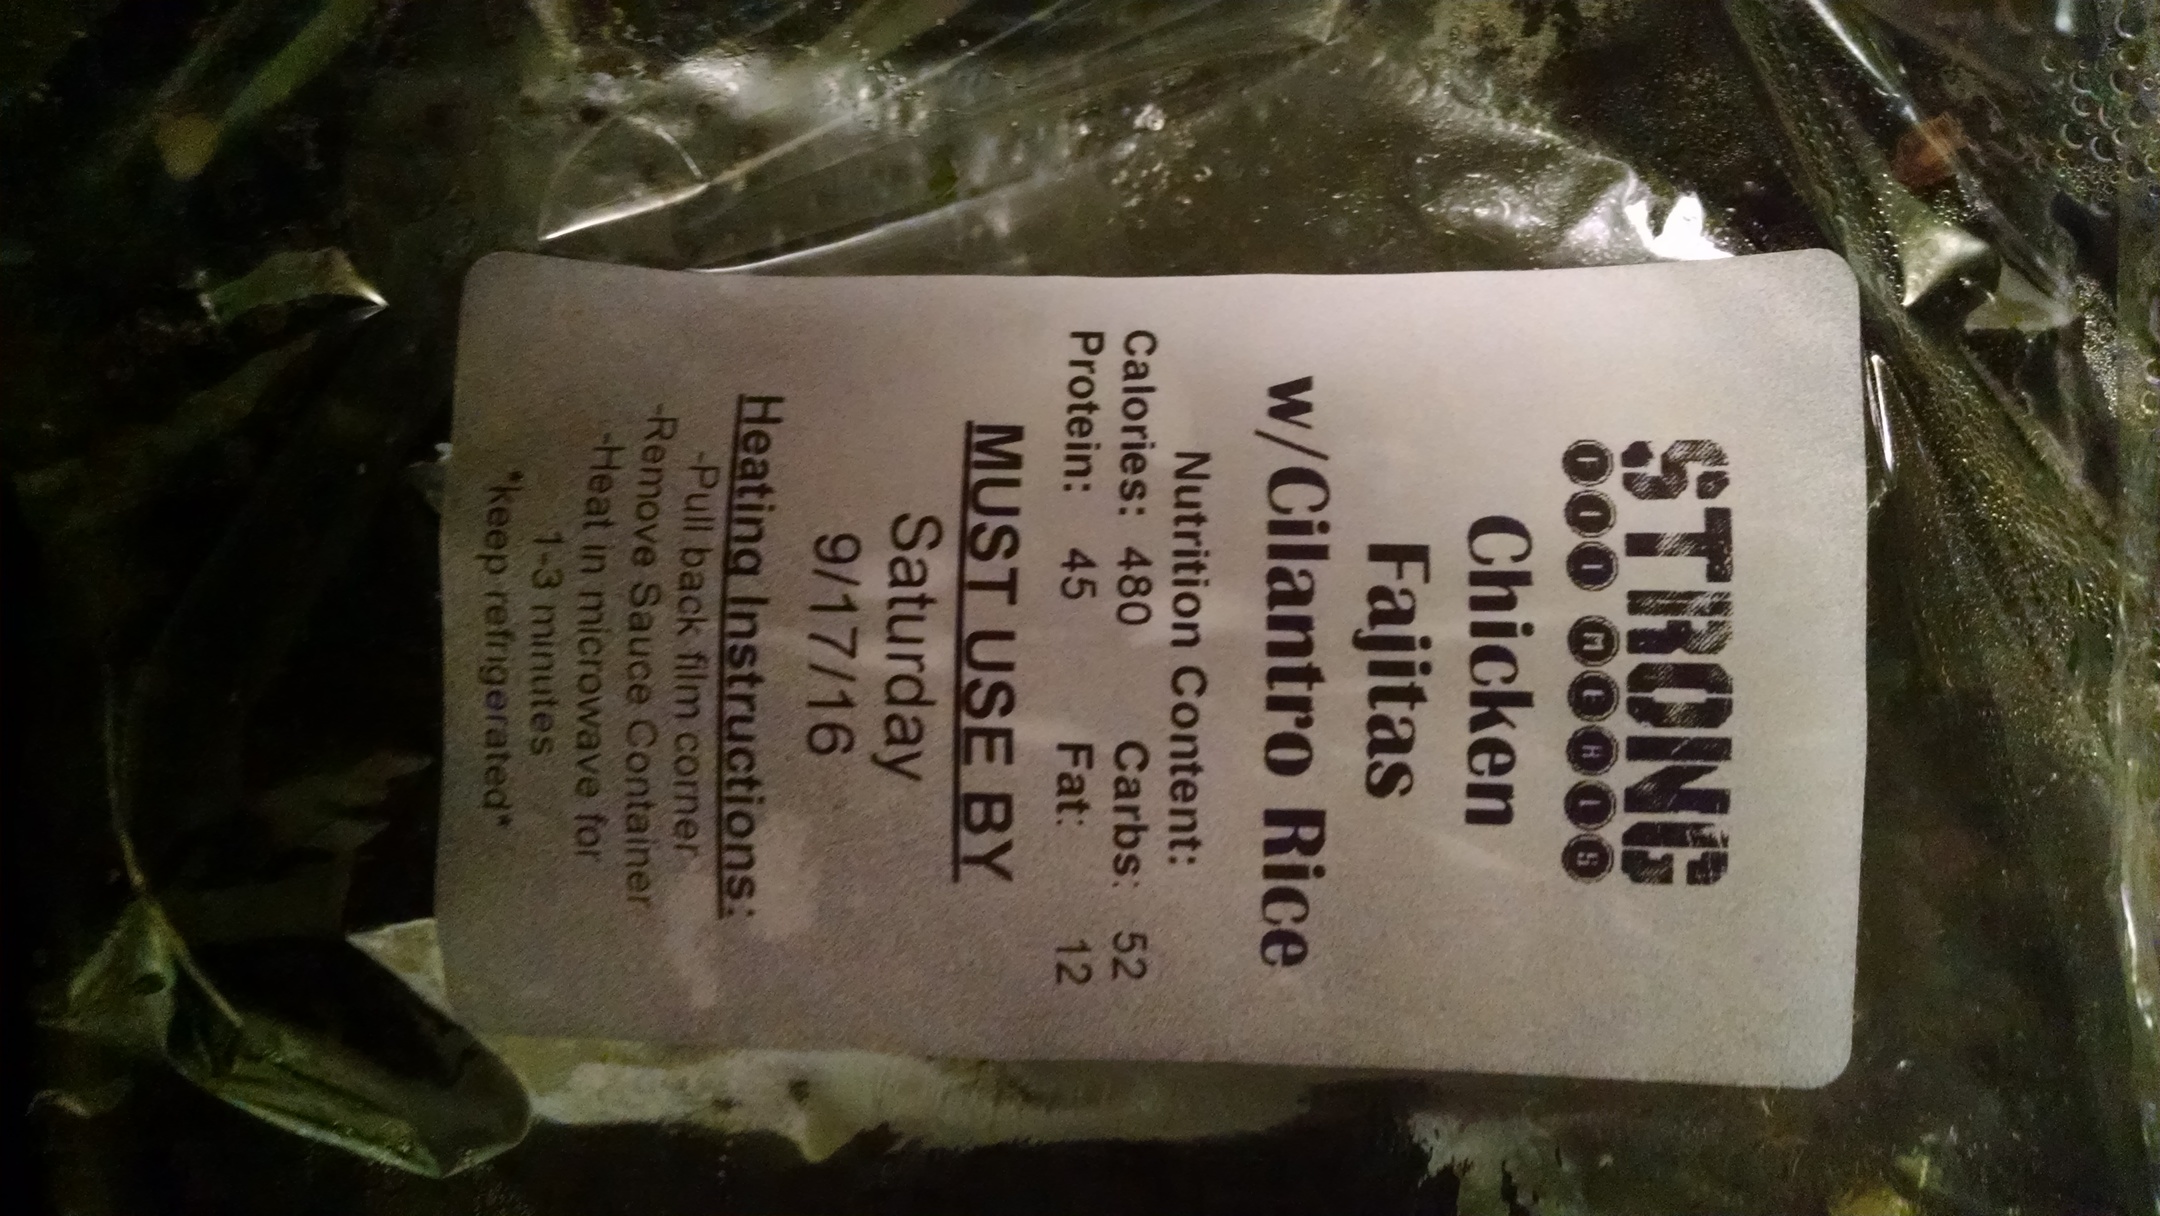 STRONG
FIT MEALS
Chicken
Fajitas
w/Cilantro Rice
Nutrition Content:
Calories: 480 Carbs: 52
Protein: 45 Fat: 12
MUST USE BY
Saturday
9/17/16
Heating Instructions:
-Pull back film corner
-Remove Sauce Container
-Heat in microwave for
1-3 minutes
*keep refrigerated*